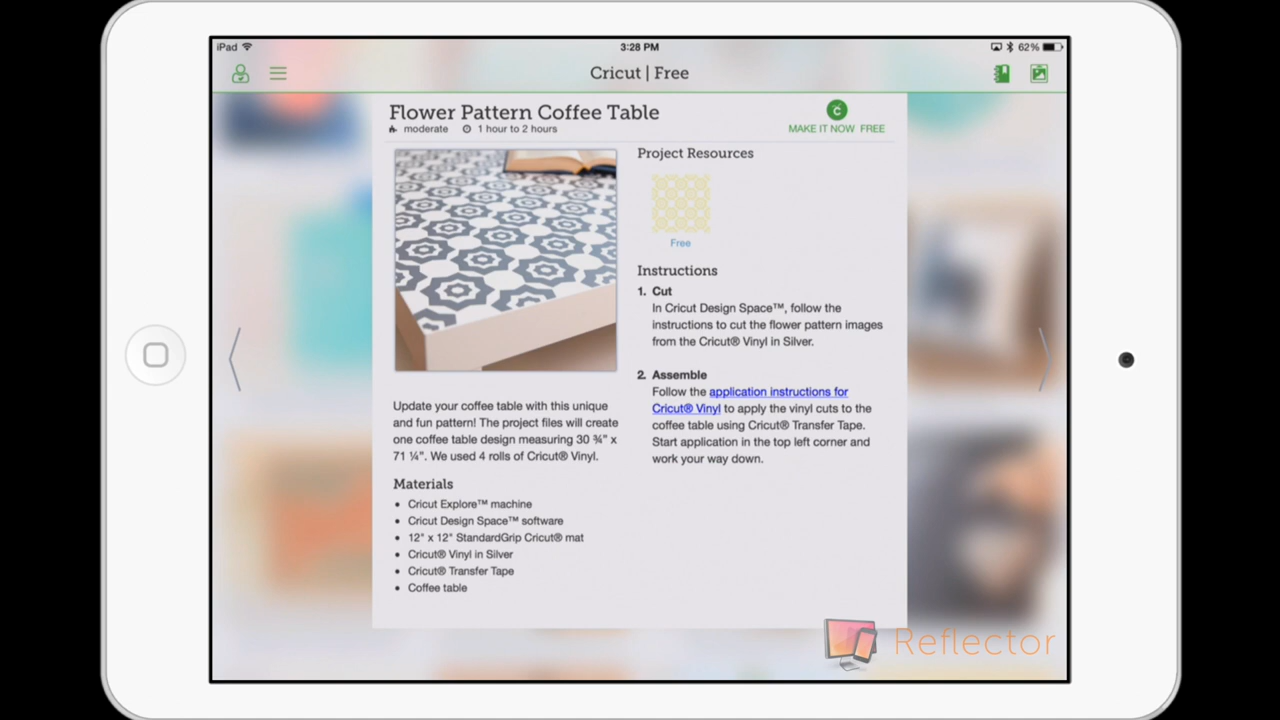 iPad
3:28 PM
62%
Cricut | Free
Flower Pattern Coffee Table
moderate 1 hour to 2 hours
MAKE IT NOW FREE
Update your coffee table with this unique
and fun pattern! The project files will create
one coffee table design measuring 30 ¾" x
71 ¼". We used 4 rolls of Cricut® Vinyl.
Materials
• Cricut Explore™ machine
• Cricut Design Space™ software
• 12" x 12" StandardGrip Cricut® mat
• Cricut® Vinyl in Silver
• Cricut® Transfer Tape
• Coffee table
Project Resources
Free
Instructions
1. Cut
In Cricut Design Space™, follow the
instructions to cut the flower pattern images
from the Cricut® Vinyl in Silver.
2. Assemble
Follow the application instructions for
Cricut® Vinyl to apply the vinyl cuts to the
coffee table using Cricut® Transfer Tape.
Start application in the top left corner and
work your way down.
Reflector